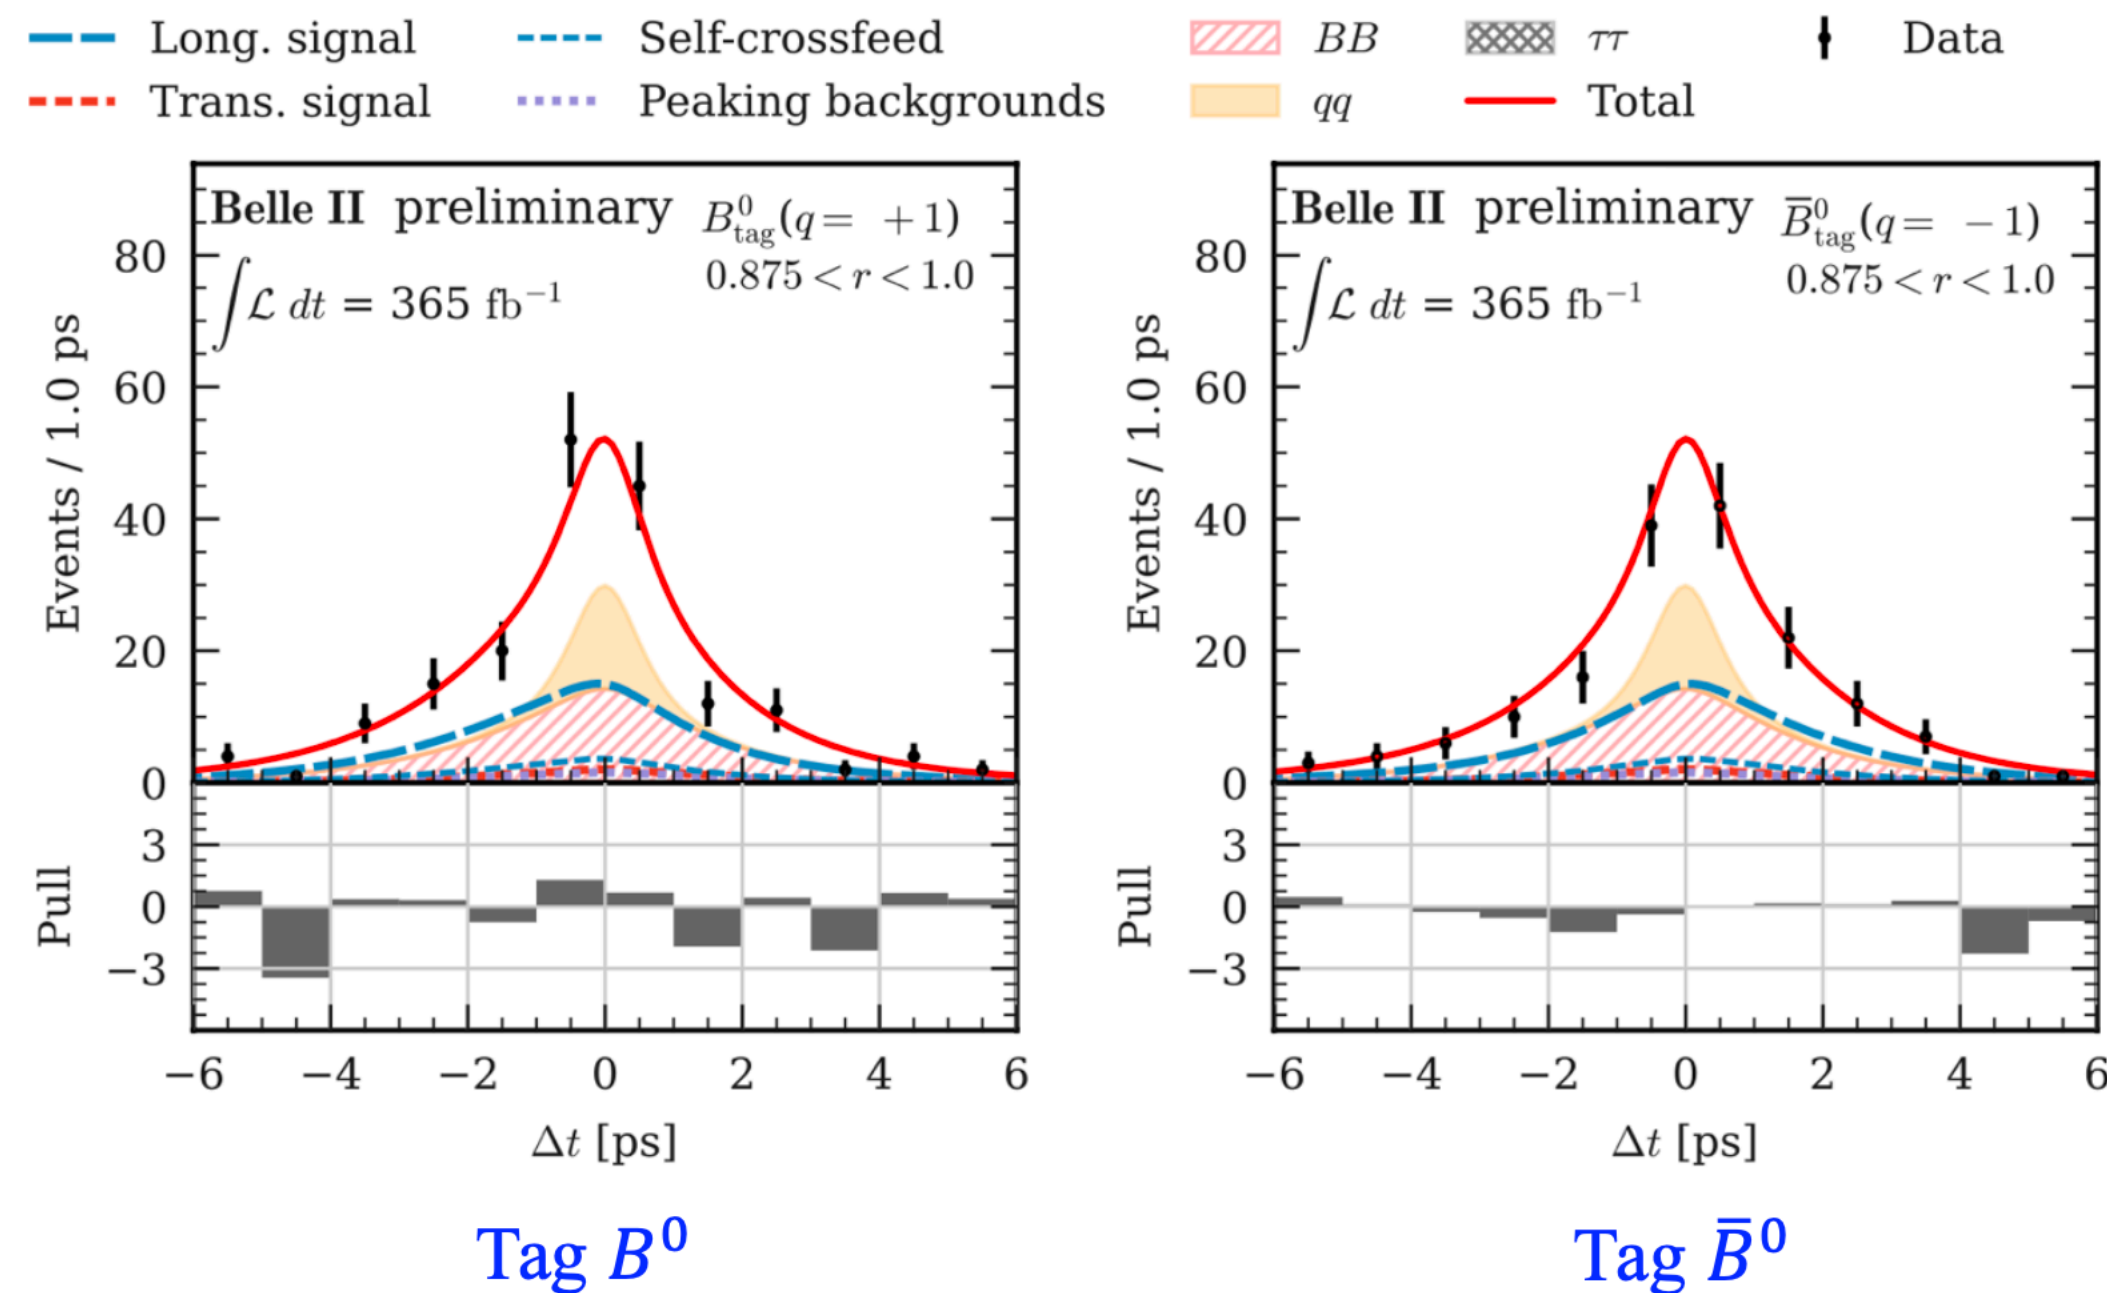 Long. signal
Self-crossfeed
BB
ττ
Data
Trans. signal
Peaking backgrounds
qq
Total
Belle II preliminary
B⁰tag(q = +1)
0.875 < r < 1.0
∫ℒ dt = 365 fb⁻¹
Events / 1.0 ps
80
60
40
20
0
Pull
3
0
−3
−6 −4 −2 0 2 4 6
Δt [ps]
Tag B⁰
Belle II preliminary
B̅⁰tag(q = −1)
0.875 < r < 1.0
∫ℒ dt = 365 fb⁻¹
Events / 1.0 ps
80
60
40
20
0
Pull
3
0
−3
−6 −4 −2 0 2 4 6
Δt [ps]
Tag B̅⁰